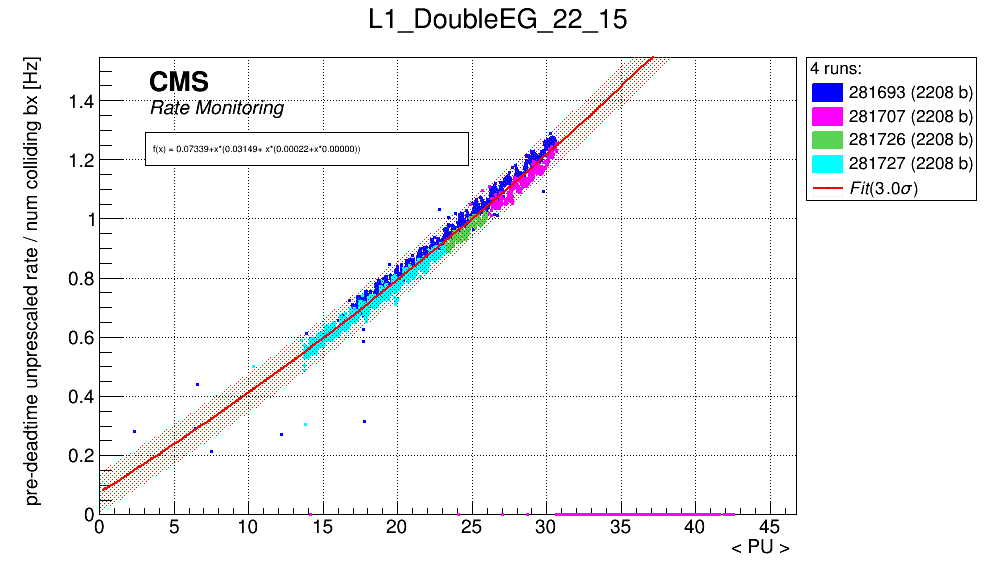 L1_DoubleEG_22_15
pre-deadtime unprescaled rate / num colliding bx [Hz]
CMS
Rate Monitoring
f(x) = 0.07339+x*(0.03149+ x*(0.00022+x*0.00000))
4 runs:
281693 (2208 b)
281707 (2208 b)
281726 (2208 b)
281727 (2208 b)
Fit(3.0σ)
1.4
1.2
1
0.8
0.6
0.4
0.2
0
0 5 10 15 20 25 30 35 40 45
< PU >